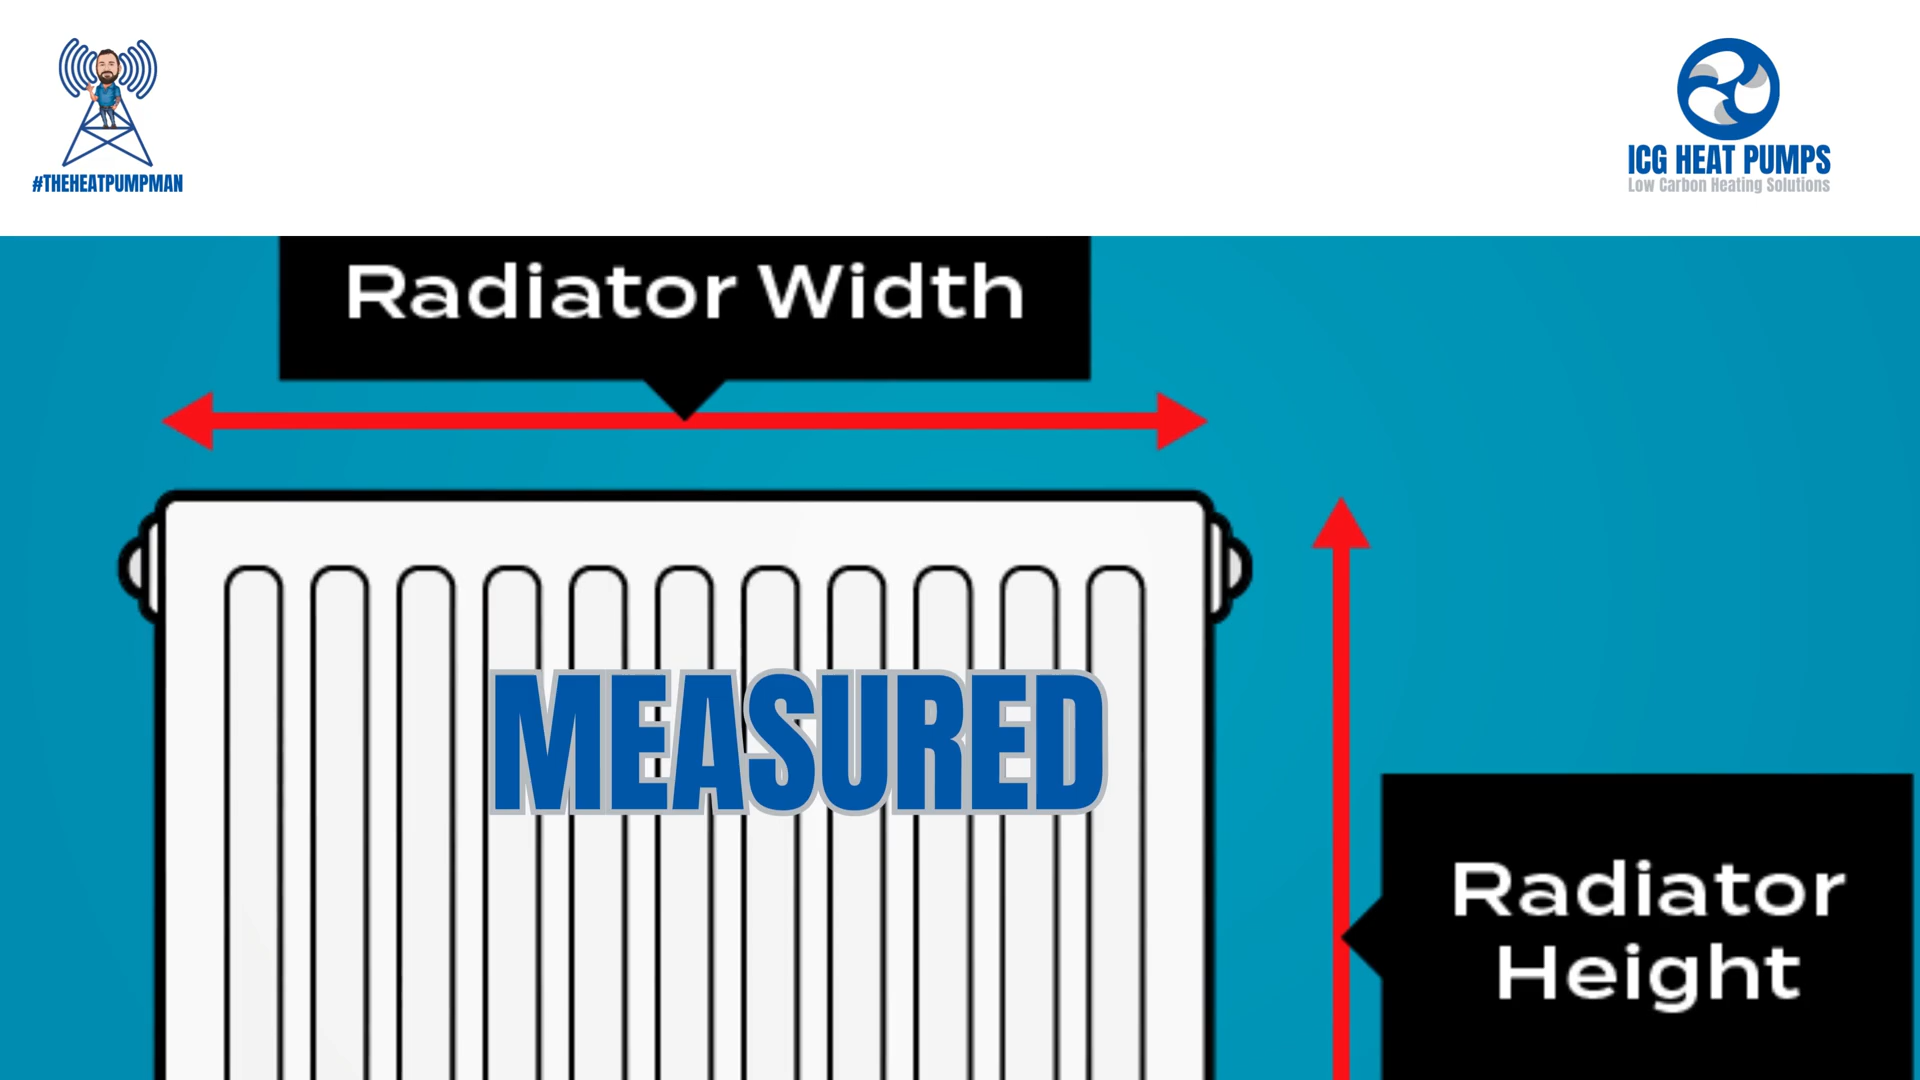 #THEHEATPUMPMAN
ICG HEAT PUMPS
Low Carbon Heating Solutions
Radiator Width
MEASURED
Radiator
Height